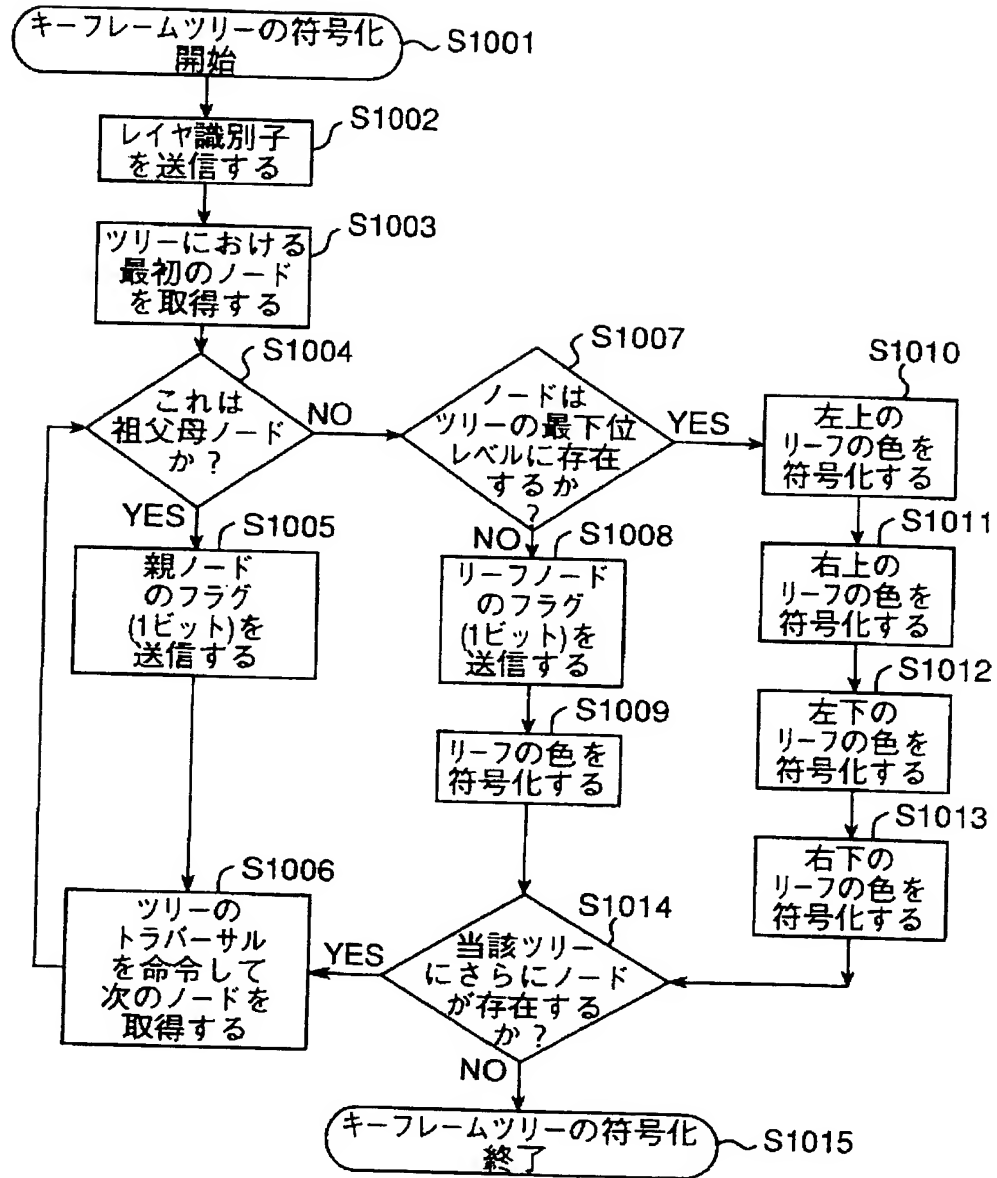 キーフレームツリーの符号化
開始
S1001
レイヤ識別子
を送信する
S1002
ツリーにおける
最初のノード
を取得する
S1003
これは
祖父母ノード
か?
S1004
NO
YES
親ノード
のフラグ
(1ビット)を
送信する
S1005
ツリーの
トラバーサル
を命令して
次のノードを
取得する
S1006
ノードは
ツリーの最下位
レベルに存在
するか
?
S1007
YES
NO
リーフノード
のフラグ
(1ビット)を
送信する
S1008
リーフの色を
符号化する
S1009
左上の
リーフの色を
符号化する
S1010
右上の
リーフの色を
符号化する
S1011
左下の
リーフの色を
符号化する
S1012
右下の
リーフの色を
符号化する
S1013
当該ツリー
にさらにノード
が存在する
か?
S1014
YES
NO
キーフレームツリーの符号化
終了
S1015